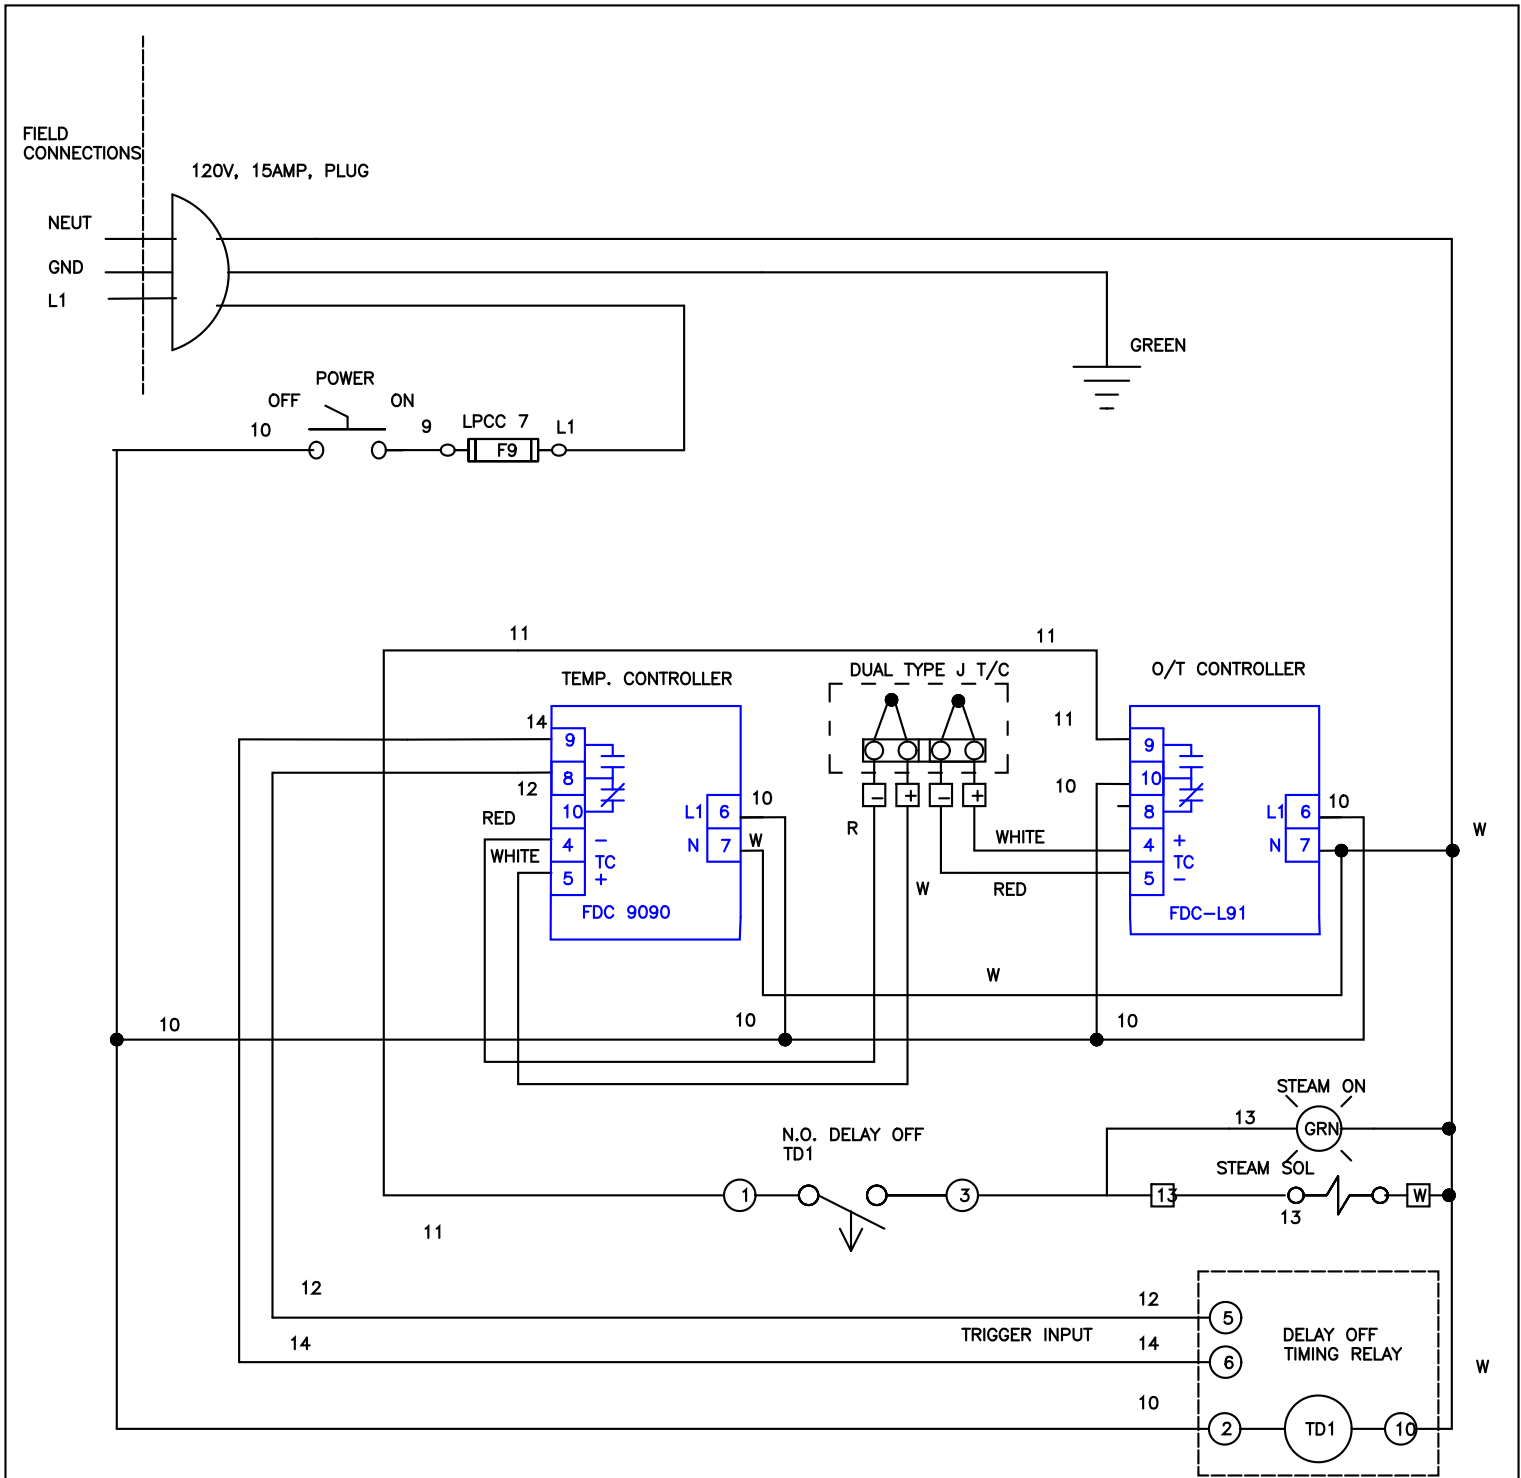 FIELD
CONNECTIONS
120V, 15AMP, PLUG
NEUT
GND
L1
GREEN
POWER
OFF
ON
10
9
LPCC 7
L1
F9
11
11
TEMP. CONTROLLER
DUAL TYPE J T/C
O/T CONTROLLER
14
9
8
12
10
RED
4
-
WHITE
TC
5
+
FDC 9090
L1
6
10
N
7
W
-
+
-
+
R
W
WHITE
RED
11
9
10
10
8
4
+
TC
5
-
FDC-L91
L1
6
10
N
7
W
W
10
10
10
STEAM ON
13
GRN
N.O. DELAY OFF
TD1
STEAM SOL
1
3
13
13
W
11
12
12
5
TRIGGER INPUT
DELAY OFF
TIMING RELAY
14
14
6
W
10
2
TD1
10